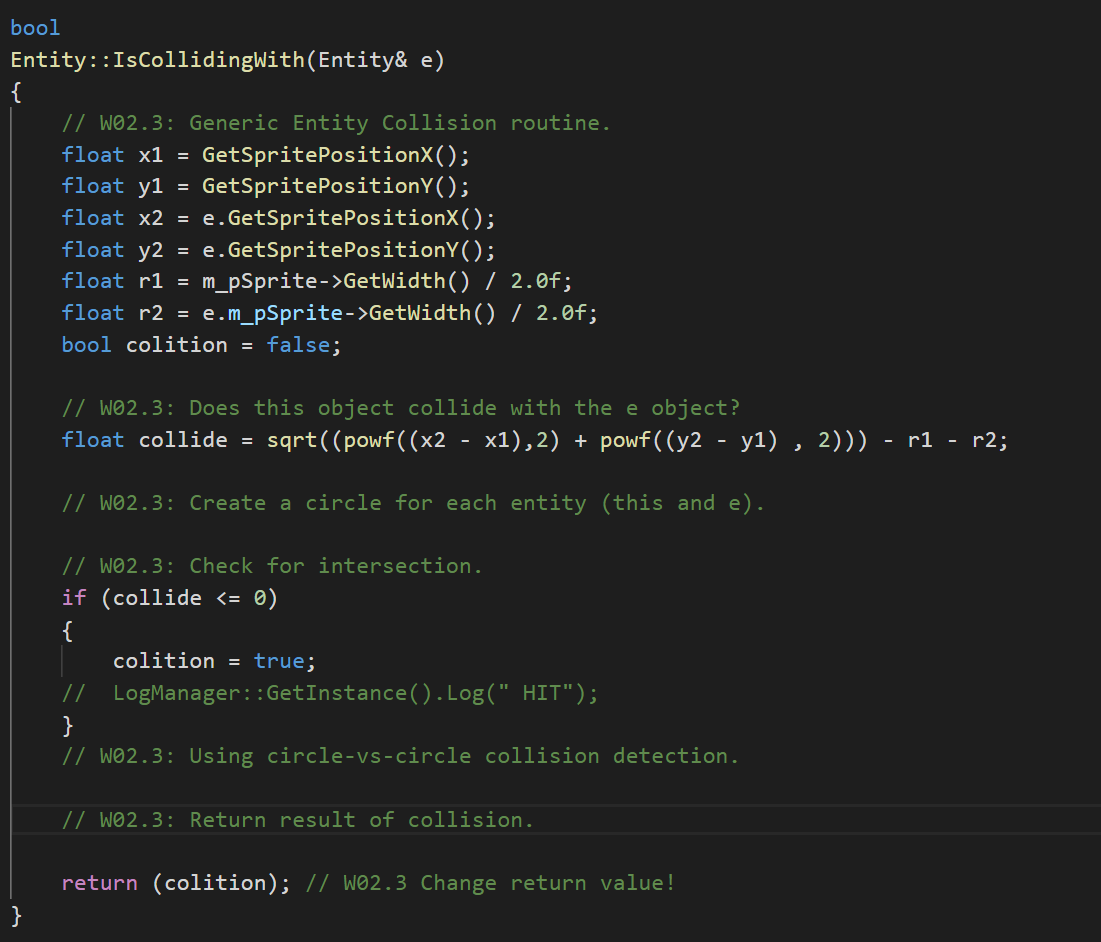 bool
Entity::IsCollidingWith(Entity& e)
{
    // W02.3: Generic Entity Collision routine.
    float x1 = GetSpritePositionX();
    float y1 = GetSpritePositionY();
    float x2 = e.GetSpritePositionX();
    float y2 = e.GetSpritePositionY();
    float r1 = m_pSprite->GetWidth() / 2.0f;
    float r2 = e.m_pSprite->GetWidth() / 2.0f;
    bool colition = false;

    // W02.3: Does this object collide with the e object?
    float collide = sqrt((powf((x2 - x1),2) + powf((y2 - y1) , 2))) - r1 - r2;

    // W02.3: Create a circle for each entity (this and e).

    // W02.3: Check for intersection.
    if (collide <= 0)
    {
        colition = true;
    //  LogManager::GetInstance().Log(" HIT");
    }
    // W02.3: Using circle-vs-circle collision detection.

    // W02.3: Return result of collision.

    return (colition); // W02.3 Change return value!
}